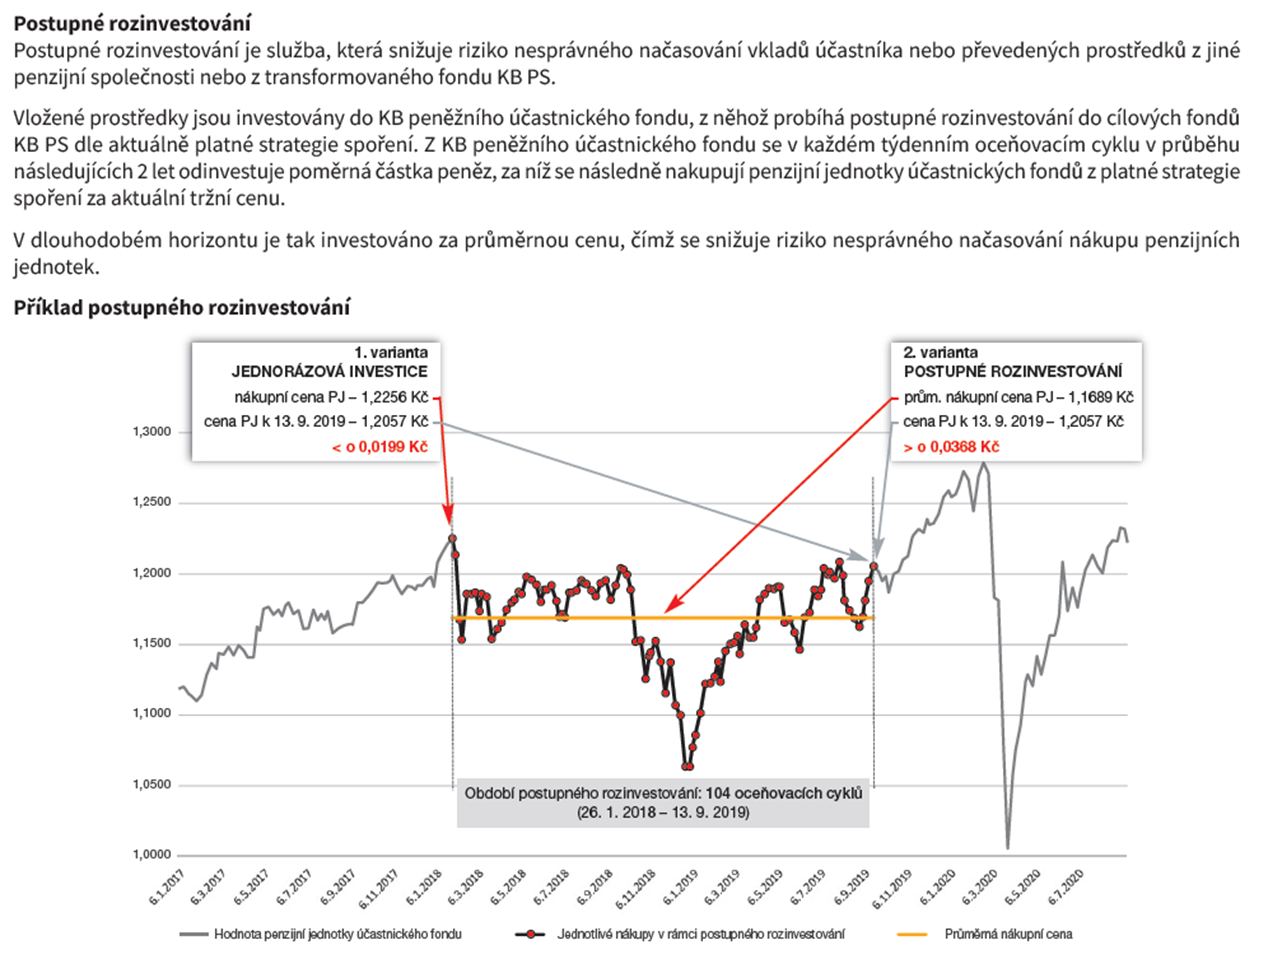 Postupné rozinvestování
Postupné rozinvestování je služba, která snižuje riziko nesprávného načasování vkladů účastníka nebo převedených prostředků z jiné
penzijní společnosti nebo z transformovaného fondu KB PS.
Vložené prostředky jsou investovány do KB peněžního účastnického fondu, z něhož probíhá postupné rozinvestování do cílových fondů
KB PS dle aktuálně platné strategie spoření. Z KB peněžního účastnického fondu se v každém týdenním oceňovacím cyklu v průběhu
následujících 2 let odinvestuje poměrná částka peněz, za níž se následně nakupují penzijní jednotky účastnických fondů z platné strategie
spoření za aktuální tržní cenu.
V dlouhodobém horizontu je tak investováno za průměrnou cenu, čímž se snižuje riziko nesprávného načasování nákupu penzijních
jednotek.
Příklad postupného rozinvestování
1. varianta
JEDNORÁZOVÁ INVESTICE
nákupní cena PJ – 1,2256 Kč
cena PJ k 13. 9. 2019 – 1,2057 Kč
< o 0,0199 Kč
2. varianta
POSTUPNÉ ROZINVESTOVÁNÍ
prům. nákupní cena PJ – 1,1689 Kč
cena PJ k 13. 9. 2019 – 1,2057 Kč
> o 0,0368 Kč
1,3000
1,2500
1,2000
1,1500
1,1000
1,0500
1,0000
Období postupného rozinvestování: 104 oceňovacích cyklů
(26. 1. 2018 – 13. 9. 2019)
6.1.2017
6.3.2017
6.5.2017
6.7.2017
6.9.2017
6.11.2017
6.1.2018
6.3.2018
6.5.2018
6.7.2018
6.9.2018
6.11.2018
6.1.2019
6.3.2019
6.5.2019
6.7.2019
6.9.2019
6.11.2019
6.1.2020
6.3.2020
6.5.2020
6.7.2020
Hodnota penzijní jednotky účastnického fondu
Jednotlivé nákupy v rámci postupného rozinvestování
Průměrná nákupní cena